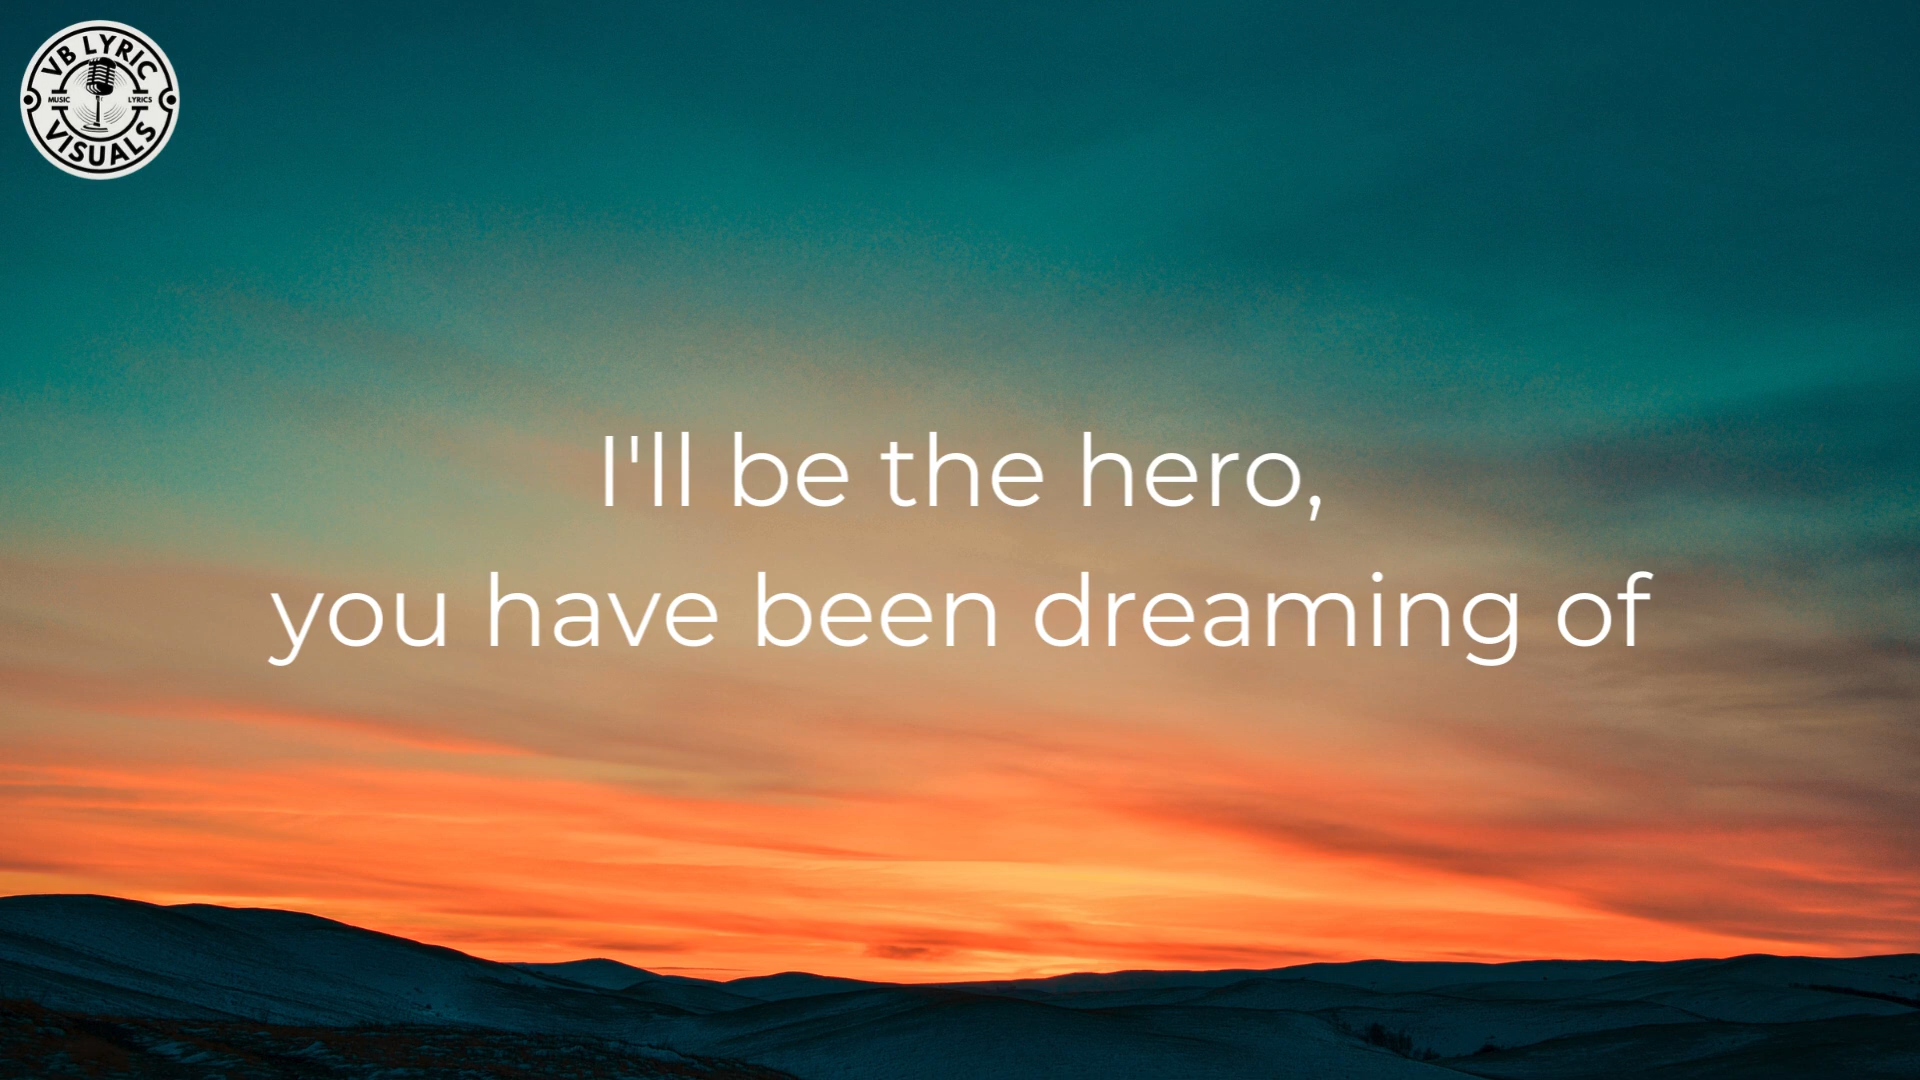 VB LYRIC
MUSIC
LYRICS
VISUALS
I'll be the hero,
you have been dreaming of